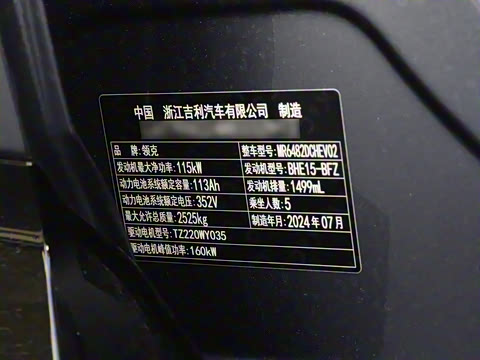 中国 浙江吉利汽车有限公司 制造
品 牌:领克 整车型号:MR6482DCHEV02
发动机最大净功率:115kW 发动机型号:BHE15-BFZ
动力电池系统额定容量:113Ah 发动机排量:1499mL
动力电池系统额定电压:352V 乘坐人数:5
最大允许总质量:2525kg 制造年月:2024年07月
驱动电机型号:TZ220WY035
驱动电机峰值功率:160kW